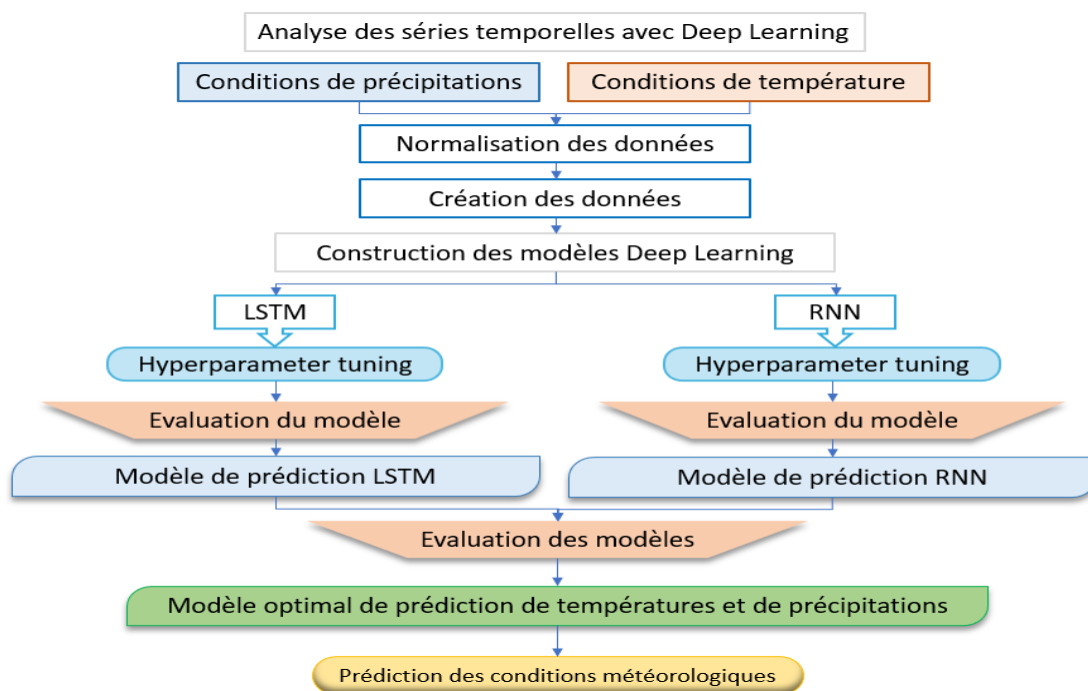 Analyse des séries temporelles avec Deep Learning
Conditions de précipitations
Conditions de température
Normalisation des données
Création des données
Construction des modèles Deep Learning
LSTM
RNN
Hyperparameter tuning
Hyperparameter tuning
Evaluation du modèle
Evaluation du modèle
Modèle de prédiction LSTM
Modèle de prédiction RNN
Evaluation des modèles
Modèle optimal de prédiction de températures et de précipitations
Prédiction des conditions météorologiques